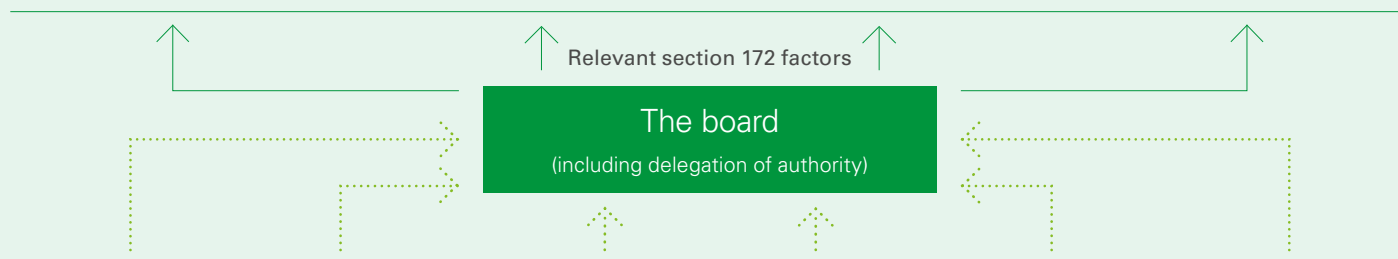 Relevant section 172 factors
The board
(including delegation of authority)